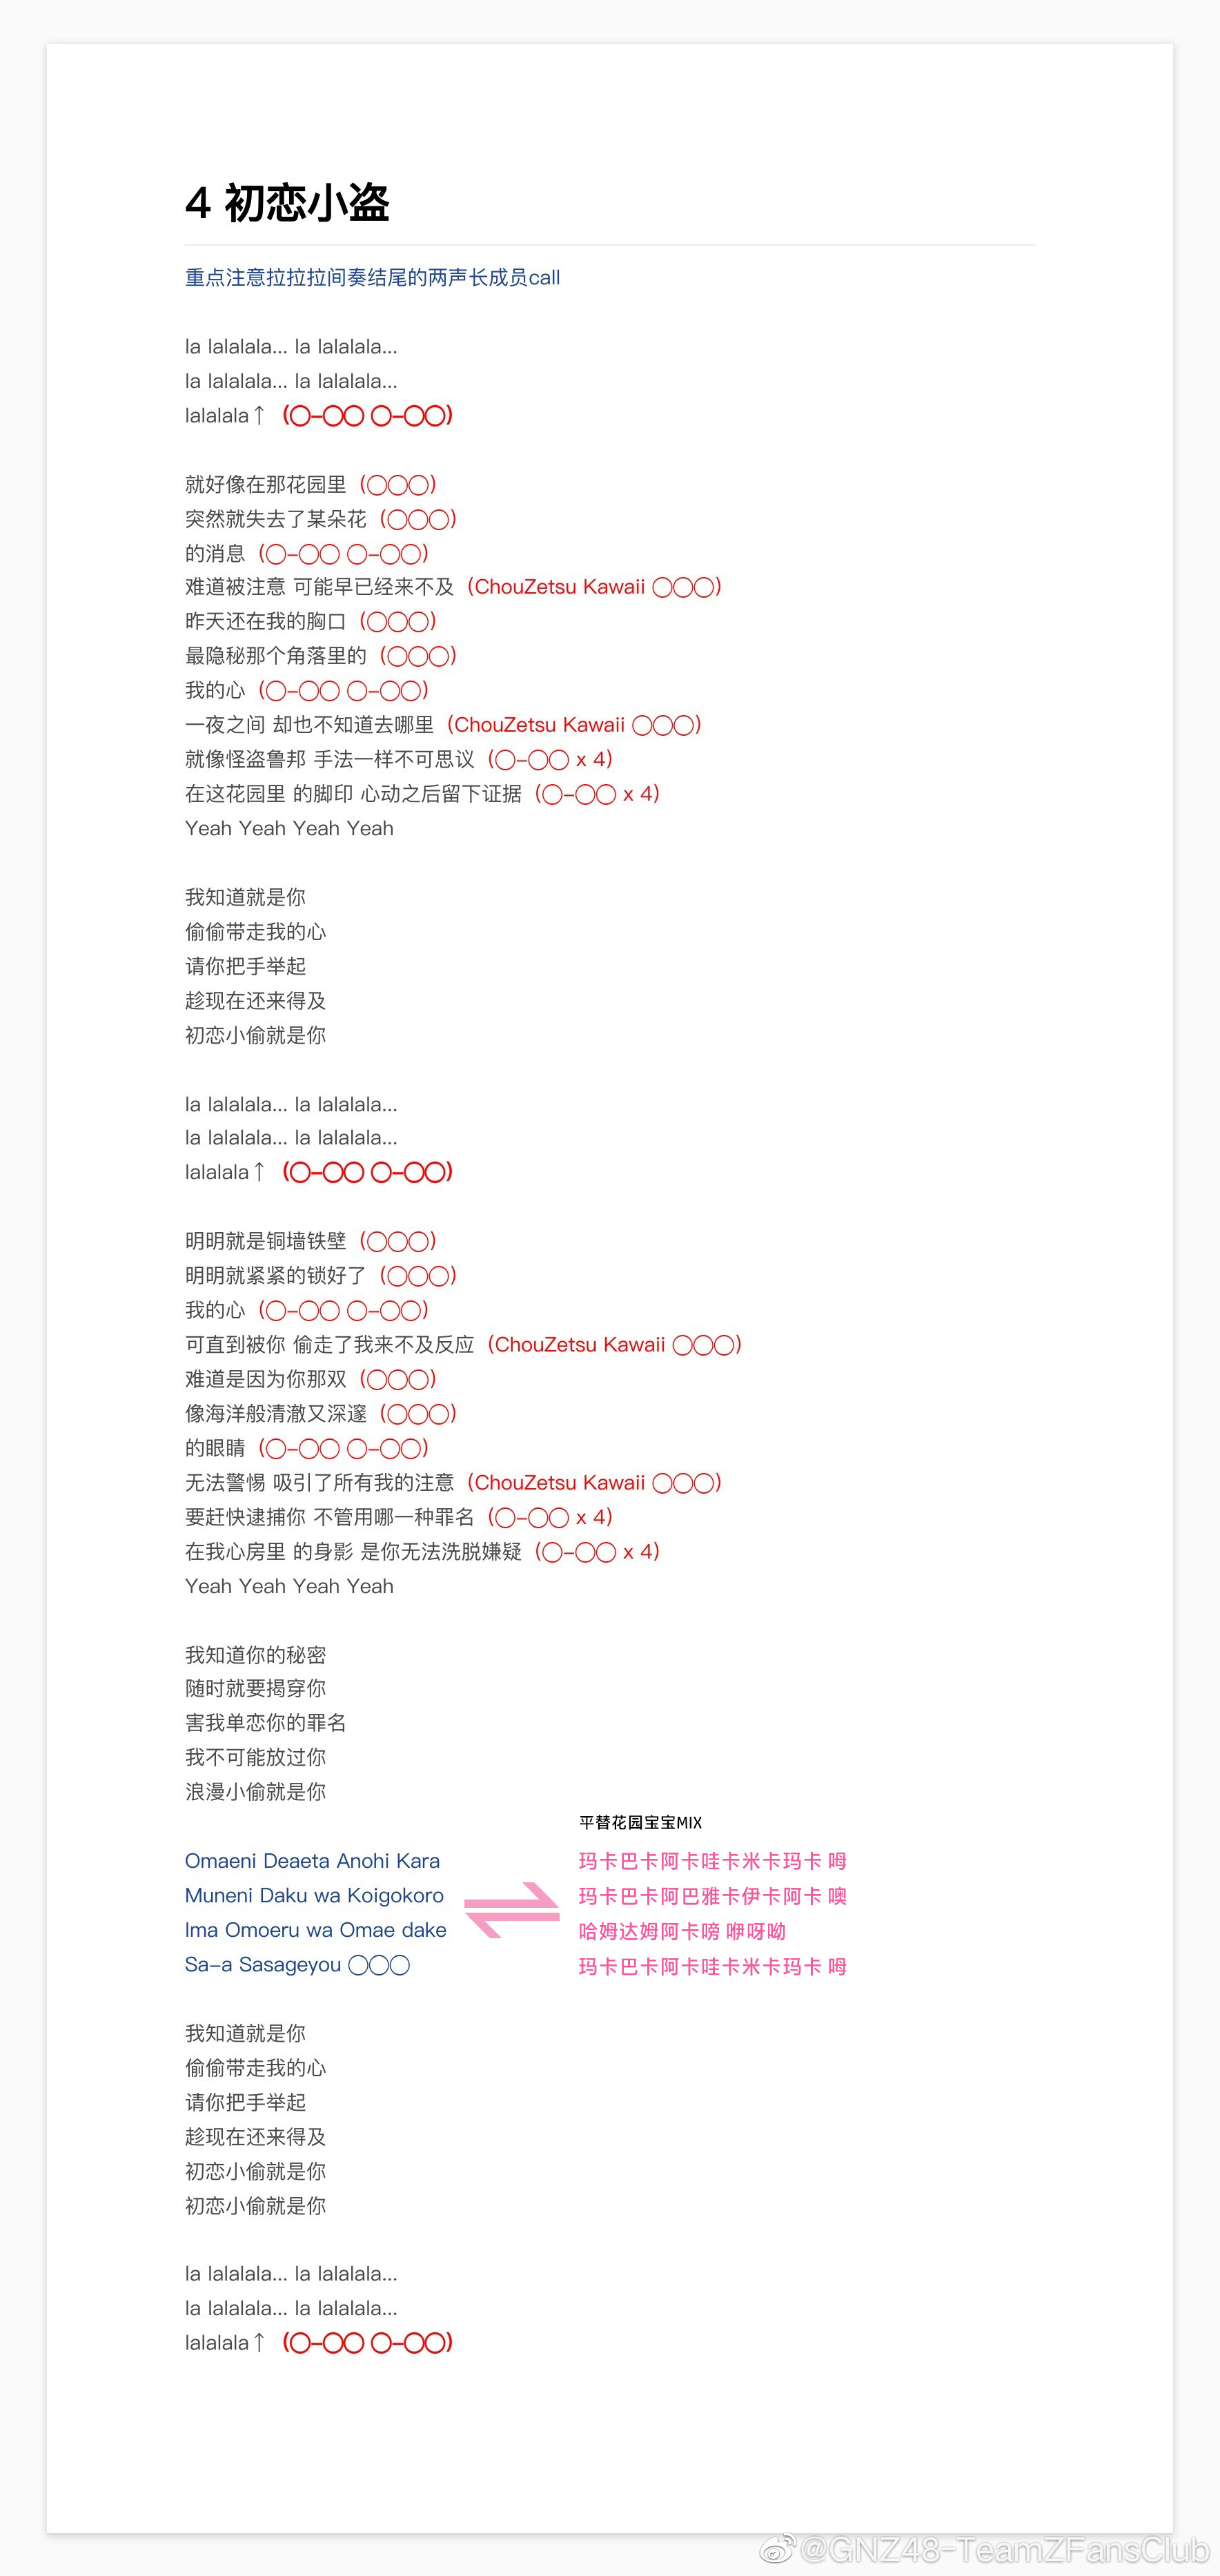 4 初恋小盗
重点注意拉拉拉间奏结尾的两声长成员call
la lalalala... la lalalala...
la lalalala... la lalalala...
lalalala↑（〇-〇〇 〇-〇〇）
就好像在那花园里（〇〇〇）
突然就失去了某朵花（〇〇〇）
的消息（〇-〇〇 〇-〇〇）
难道被注意 可能早已经来不及（ChouZetsu Kawaii 〇〇〇）
昨天还在我的胸口（〇〇〇）
最隐秘那个角落里的（〇〇〇）
我的心（〇-〇〇 〇-〇〇）
一夜之间 却也不知道去哪里（ChouZetsu Kawaii 〇〇〇）
就像怪盗鲁邦 手法一样不可思议（〇-〇〇 x 4）
在这花园里 的脚印 心动之后留下证据（〇-〇〇 x 4）
Yeah Yeah Yeah Yeah
我知道就是你
偷偷带走我的心
请你把手举起
趁现在还来得及
初恋小偷就是你
la lalalala... la lalalala...
la lalalala... la lalalala...
lalalala↑（〇-〇〇 〇-〇〇）
明明就是铜墙铁壁（〇〇〇）
明明就紧紧的锁好了（〇〇〇）
我的心（〇-〇〇 〇-〇〇）
可直到被你 偷走了我来不及反应（ChouZetsu Kawaii 〇〇〇）
难道是因为你那双（〇〇〇）
像海洋般清澈又深邃（〇〇〇）
的眼睛（〇-〇〇 〇-〇〇）
无法警惕 吸引了所有我的注意（ChouZetsu Kawaii 〇〇〇）
要赶快逮捕你 不管用哪一种罪名（〇-〇〇 x 4）
在我心房里 的身影 是你无法洗脱嫌疑（〇-〇〇 x 4）
Yeah Yeah Yeah Yeah
我知道你的秘密
随时就要揭穿你
害我单恋你的罪名
我不可能放过你
浪漫小偷就是你
Omaeni Deaeta Anohi Kara
Muneni Daku wa Koigokoro
Ima Omoeru wa Omae dake
Sa-a Sasageyou 〇〇〇
平替花园宝宝MIX
玛卡巴卡阿卡哇卡米卡玛卡 呣
玛卡巴卡阿巴雅卡伊卡阿卡 噢
哈姆达姆阿卡嗙 咿呀呦
玛卡巴卡阿卡哇卡米卡玛卡 呣
我知道就是你
偷偷带走我的心
请你把手举起
趁现在还来得及
初恋小偷就是你
初恋小偷就是你
la lalalala... la lalalala...
la lalalala... la lalalala...
lalalala↑（〇-〇〇 〇-〇〇）
@GNZ48-TeamZFansClub